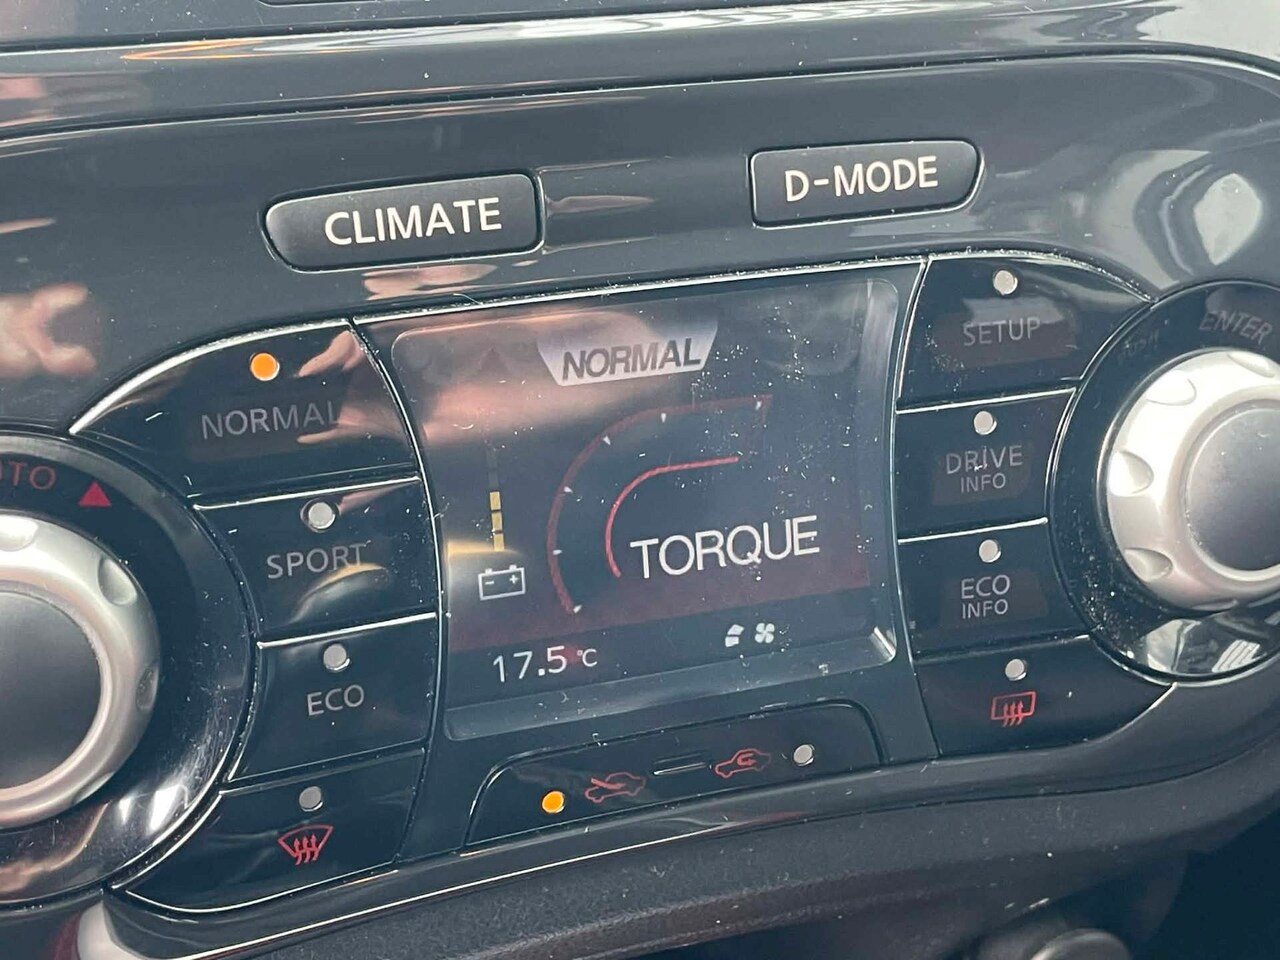 CLIMATE
D-MODE
NORMAL
SETUP
ENTER
NORMAL
DRIVE
INFO
SPORT
TORQUE
ECO
INFO
ECO
17.5 °C